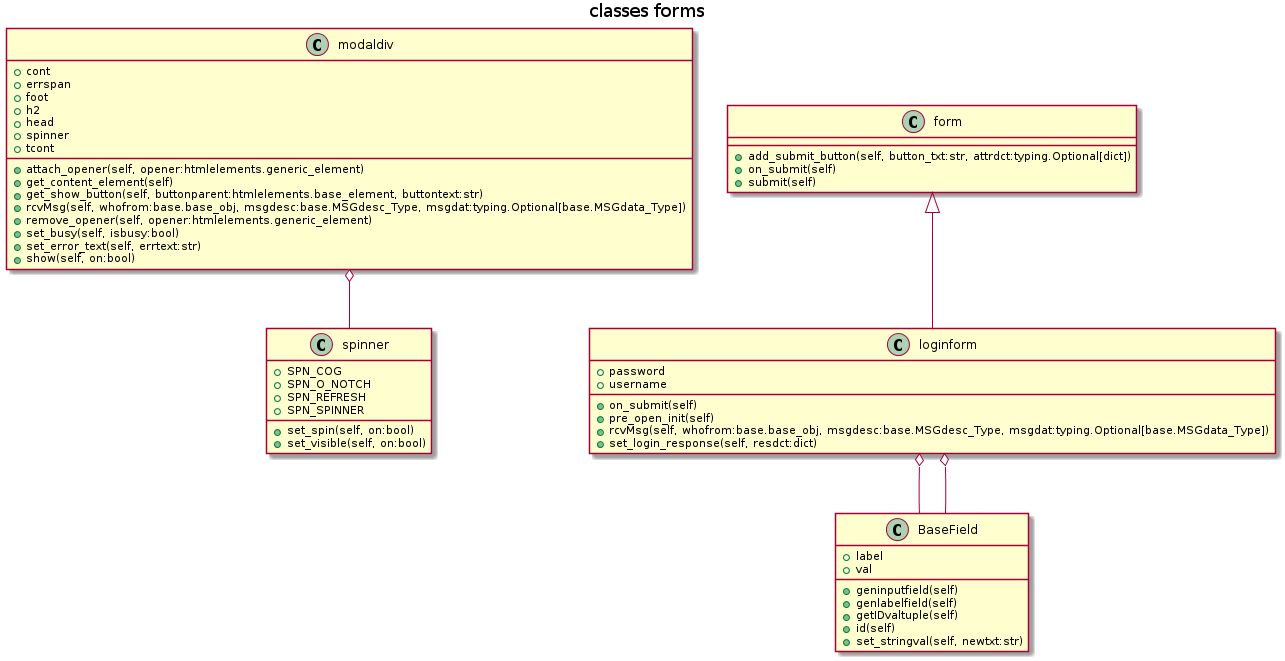 classes forms
C modaldiv
cont
errspan
foot
h2
head
spinner
tcont
attach_opener(self, opener:htmlelements.generic_element)
get_content_element(self)
get_show_button(self, buttonparent:htmlelements.base_element, buttontext:str)
rcvMsg(self, whofrom:base.base_obj, msgdesc:base.MSGdesc_Type, msgdat:typing.Optional[base.MSGdata_Type])
remove_opener(self, opener:htmlelements.generic_element)
set_busy(self, isbusy:bool)
set_error_text(self, errtext:str)
show(self, on:bool)
C form
add_submit_button(self, button_txt:str, attrdct:typing.Optional[dict])
on_submit(self)
submit(self)
C spinner
SPN_COG
SPN_O_NOTCH
SPN_REFRESH
SPN_SPINNER
set_spin(self, on:bool)
set_visible(self, on:bool)
C loginform
password
username
on_submit(self)
pre_open_init(self)
rcvMsg(self, whofrom:base.base_obj, msgdesc:base.MSGdesc_Type, msgdat:typing.Optional[base.MSGdata_Type])
set_login_response(self, resdct:dict)
C BaseField
label
val
geninputfield(self)
genlabelfield(self)
getIDvaltuple(self)
id(self)
set_stringval(self, newtxt:str)